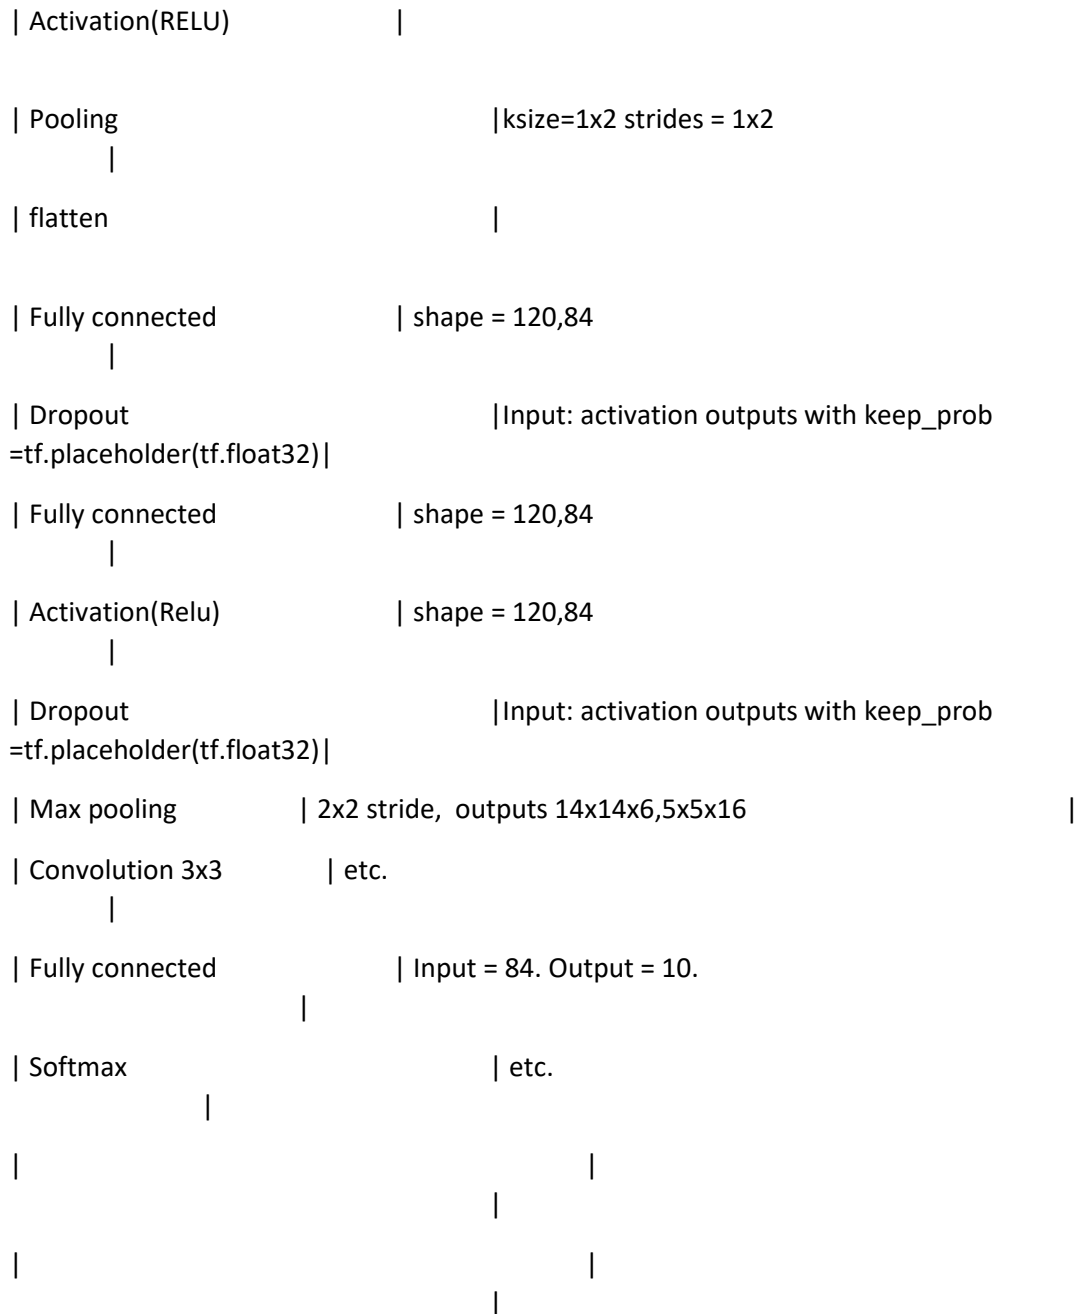 | Activation(RELU) |
| Pooling |ksize=1x2 strides = 1x2
|
| flatten |
| Fully connected | shape = 120,84
|
| Dropout |Input: activation outputs with keep_prob
=tf.placeholder(tf.float32)|
| Fully connected | shape = 120,84
|
| Activation(Relu) | shape = 120,84
|
| Dropout |Input: activation outputs with keep_prob
=tf.placeholder(tf.float32)|
| Max pooling | 2x2 stride, outputs 14x14x6,5x5x16 |
| Convolution 3x3 | etc.
|
| Fully connected | Input = 84. Output = 10.
|
| Softmax | etc.
|
| |
|
| |
|